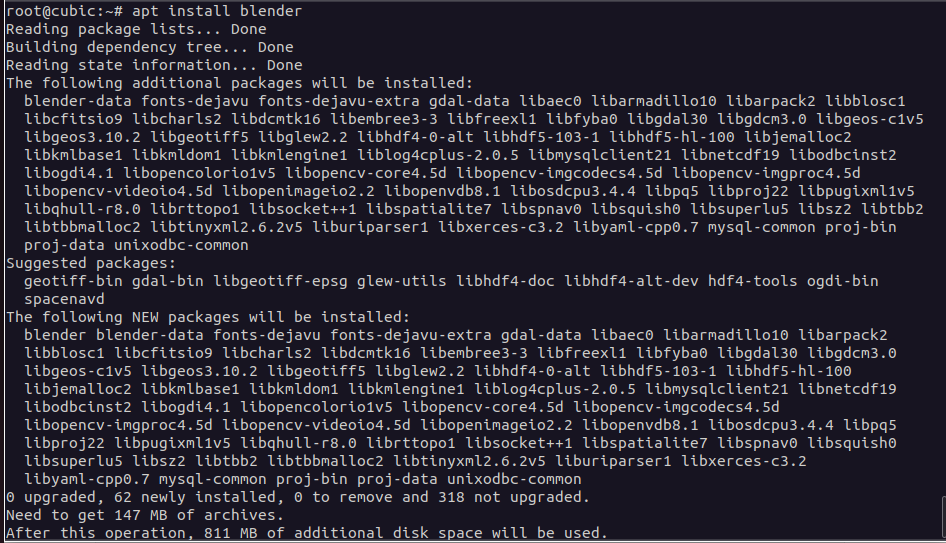 root@cubic:~# apt install blender
Reading package lists... Done
Building dependency tree... Done
Reading state information... Done
The following additional packages will be installed:
  blender-data fonts-dejavu fonts-dejavu-extra gdal-data libaec0 libarmadillo10 libarpack2 libblosc1
  libcfitsio9 libcharls2 libdcmtk16 libembree3-3 libfreexl1 libfyba0 libgdal30 libgdcm3.0 libgeos-c1v5
  libgeos3.10.2 libgeotiff5 libglew2.2 libhdf4-0-alt libhdf5-103-1 libhdf5-hl-100 libjemalloc2
  libkmlbase1 libkmldom1 libkmlengine1 liblog4cplus-2.0.5 libmysqlclient21 libnetcdf19 libodbcinst2
  libogdi4.1 libopencolorio1v5 libopencv-core4.5d libopencv-imgcodecs4.5d libopencv-imgproc4.5d
  libopencv-videoio4.5d libopenimageio2.2 libopenvdb8.1 libosdcpu3.4.4 libpq5 libproj22 libpugixml1v5
  libqhull-r8.0 librttopo1 libsocket++1 libspatialite7 libspnav0 libsquish0 libsuperlu5 libsz2 libtbb2
  libtbbmalloc2 libtinyxml2.6.2v5 liburiparser1 libxerces-c3.2 libyaml-cpp0.7 mysql-common proj-bin
  proj-data unixodbc-common
Suggested packages:
  geotiff-bin gdal-bin libgeotiff-epsg glew-utils libhdf4-doc libhdf4-alt-dev hdf4-tools ogdi-bin
  spacenavd
The following NEW packages will be installed:
  blender blender-data fonts-dejavu fonts-dejavu-extra gdal-data libaec0 libarmadillo10 libarpack2
  libblosc1 libcfitsio9 libcharls2 libdcmtk16 libembree3-3 libfreexl1 libfyba0 libgdal30 libgdcm3.0
  libgeos-c1v5 libgeos3.10.2 libgeotiff5 libglew2.2 libhdf4-0-alt libhdf5-103-1 libhdf5-hl-100
  libjemalloc2 libkmlbase1 libkmldom1 libkmlengine1 liblog4cplus-2.0.5 libmysqlclient21 libnetcdf19
  libodbcinst2 libogdi4.1 libopencolorio1v5 libopencv-core4.5d libopencv-imgcodecs4.5d
  libopencv-imgproc4.5d libopencv-videoio4.5d libopenimageio2.2 libopenvdb8.1 libosdcpu3.4.4 libpq5
  libproj22 libpugixml1v5 libqhull-r8.0 librttopo1 libsocket++1 libspatialite7 libspnav0 libsquish0
  libsuperlu5 libsz2 libtbb2 libtbbmalloc2 libtinyxml2.6.2v5 liburiparser1 libxerces-c3.2
  libyaml-cpp0.7 mysql-common proj-bin proj-data unixodbc-common
0 upgraded, 62 newly installed, 0 to remove and 318 not upgraded.
Need to get 147 MB of archives.
After this operation, 811 MB of additional disk space will be used.